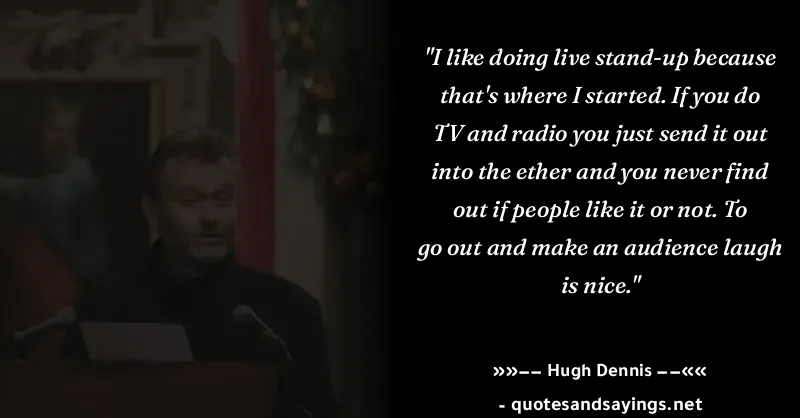 "I like doing live stand-up because
that's where I started. If you do
TV and radio you just send it out
into the ether and you never find
out if people like it or not. To
go out and make an audience laugh
is nice."
»»–– Hugh Dennis ––««
- quotesandsayings.net